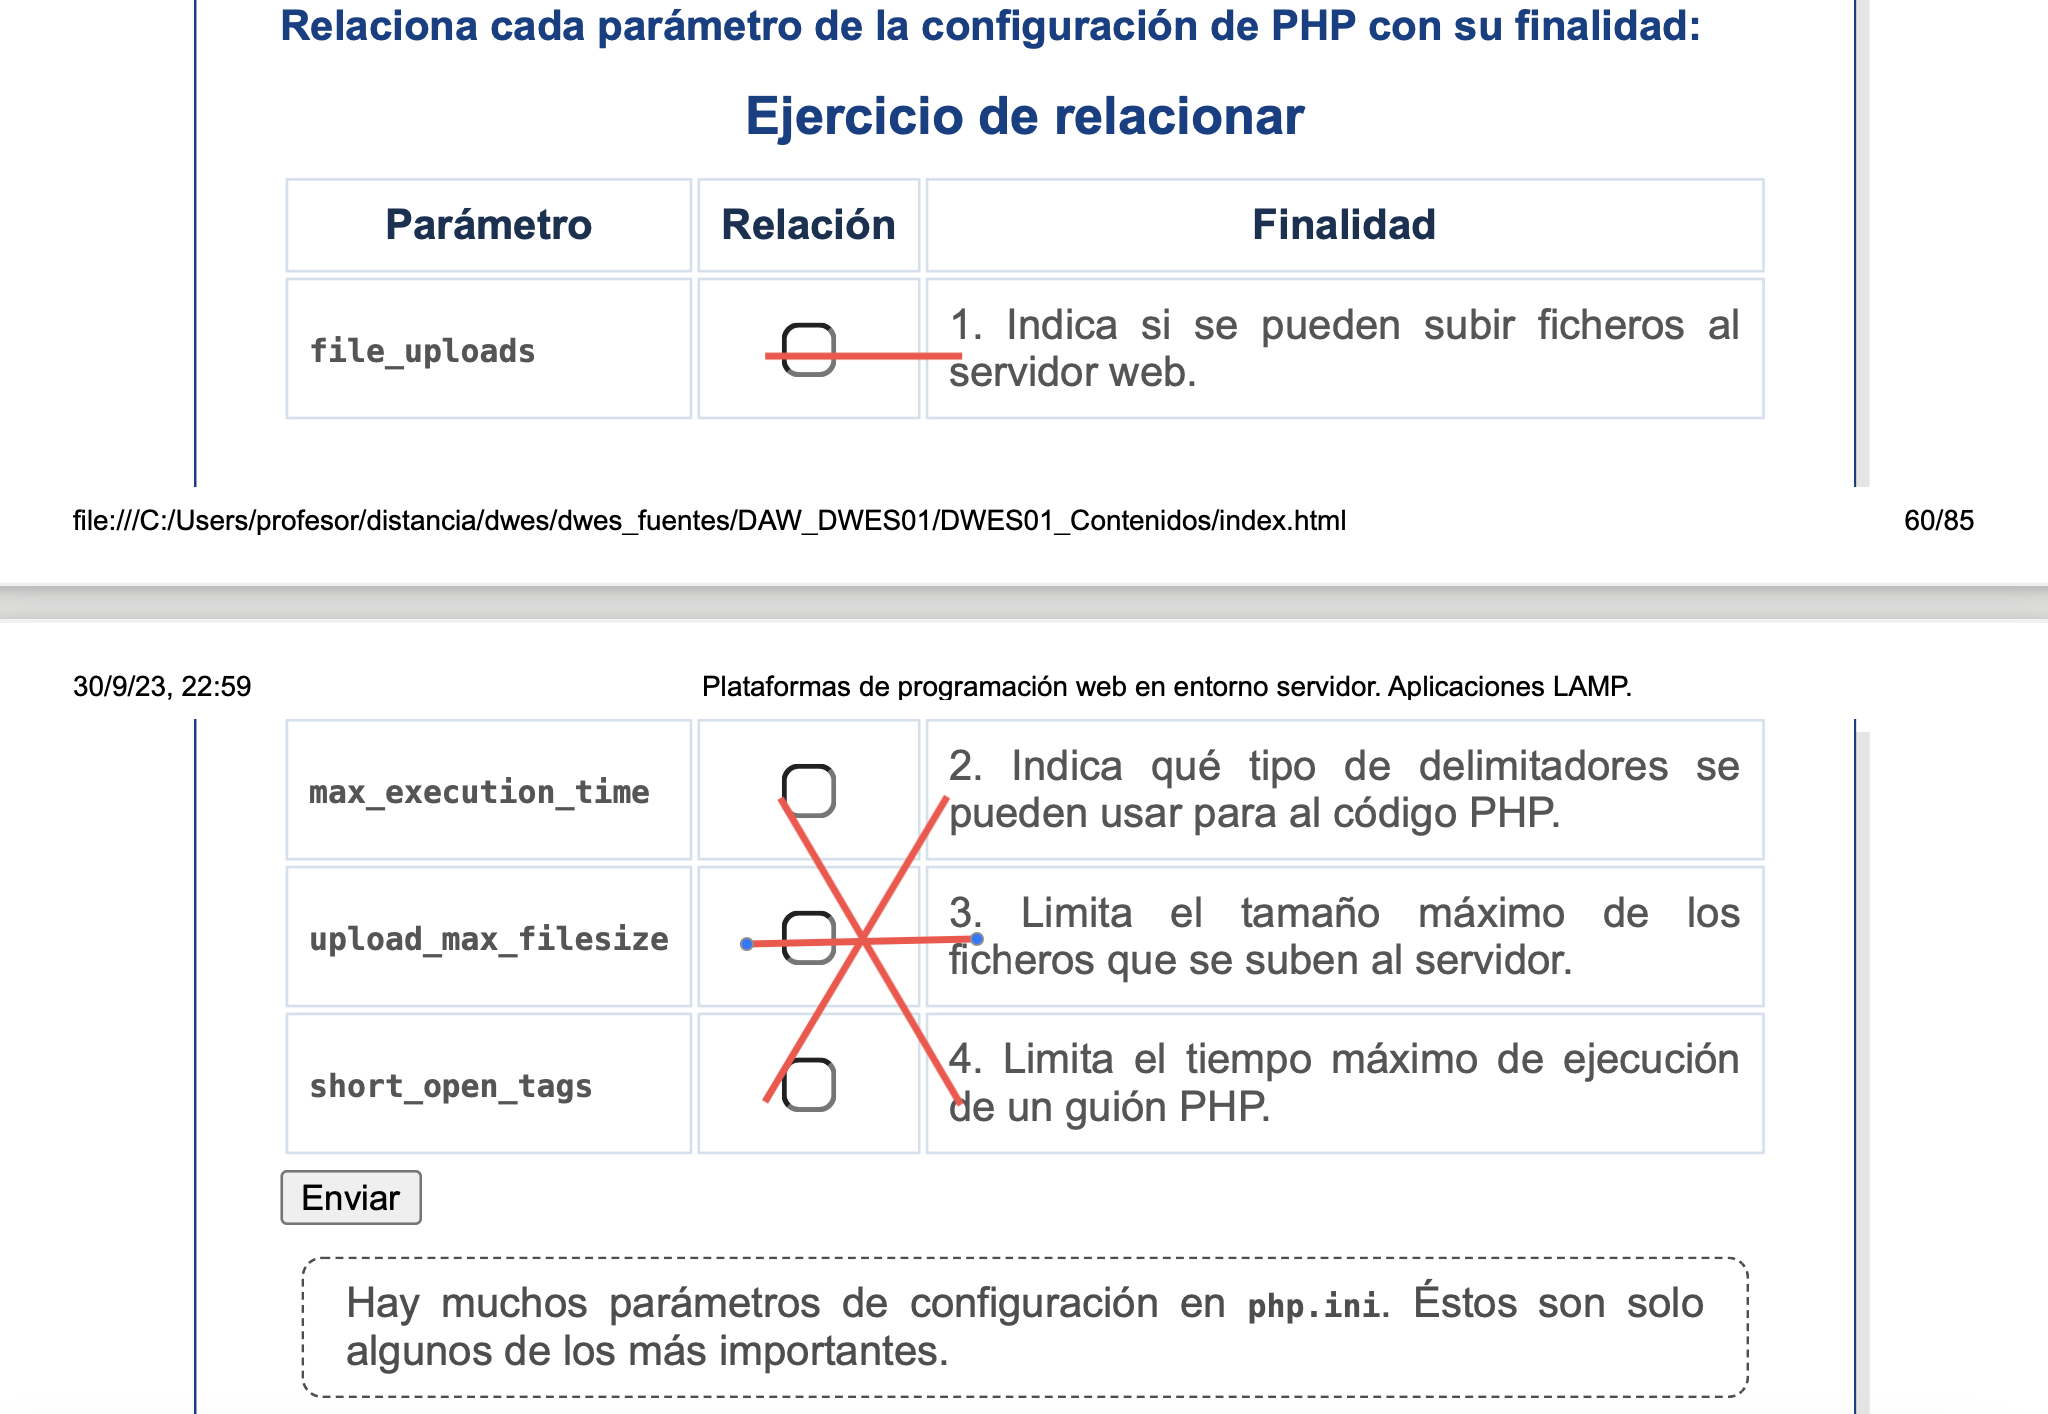 Relaciona cada parámetro de la configuración de PHP con su finalidad:
Ejercicio de relacionar
Parámetro Relación Finalidad
file_uploads
1. Indica si se pueden subir ficheros al
servidor web.
file:///C:/Users/profesor/distancia/dwes/dwes_fuentes/DAW_DWES01/DWES01_Contenidos/index.html 60/85
30/9/23, 22:59 Plataformas de programación web en entorno servidor. Aplicaciones LAMP.
max_execution_time
2. Indica qué tipo de delimitadores se
pueden usar para al código PHP.
upload_max_filesize
3. Limita el tamaño máximo de los
ficheros que se suben al servidor.
short_open_tags
4. Limita el tiempo máximo de ejecución
de un guión PHP.
Enviar
Hay muchos parámetros de configuración en php.ini. Éstos son solo
algunos de los más importantes.